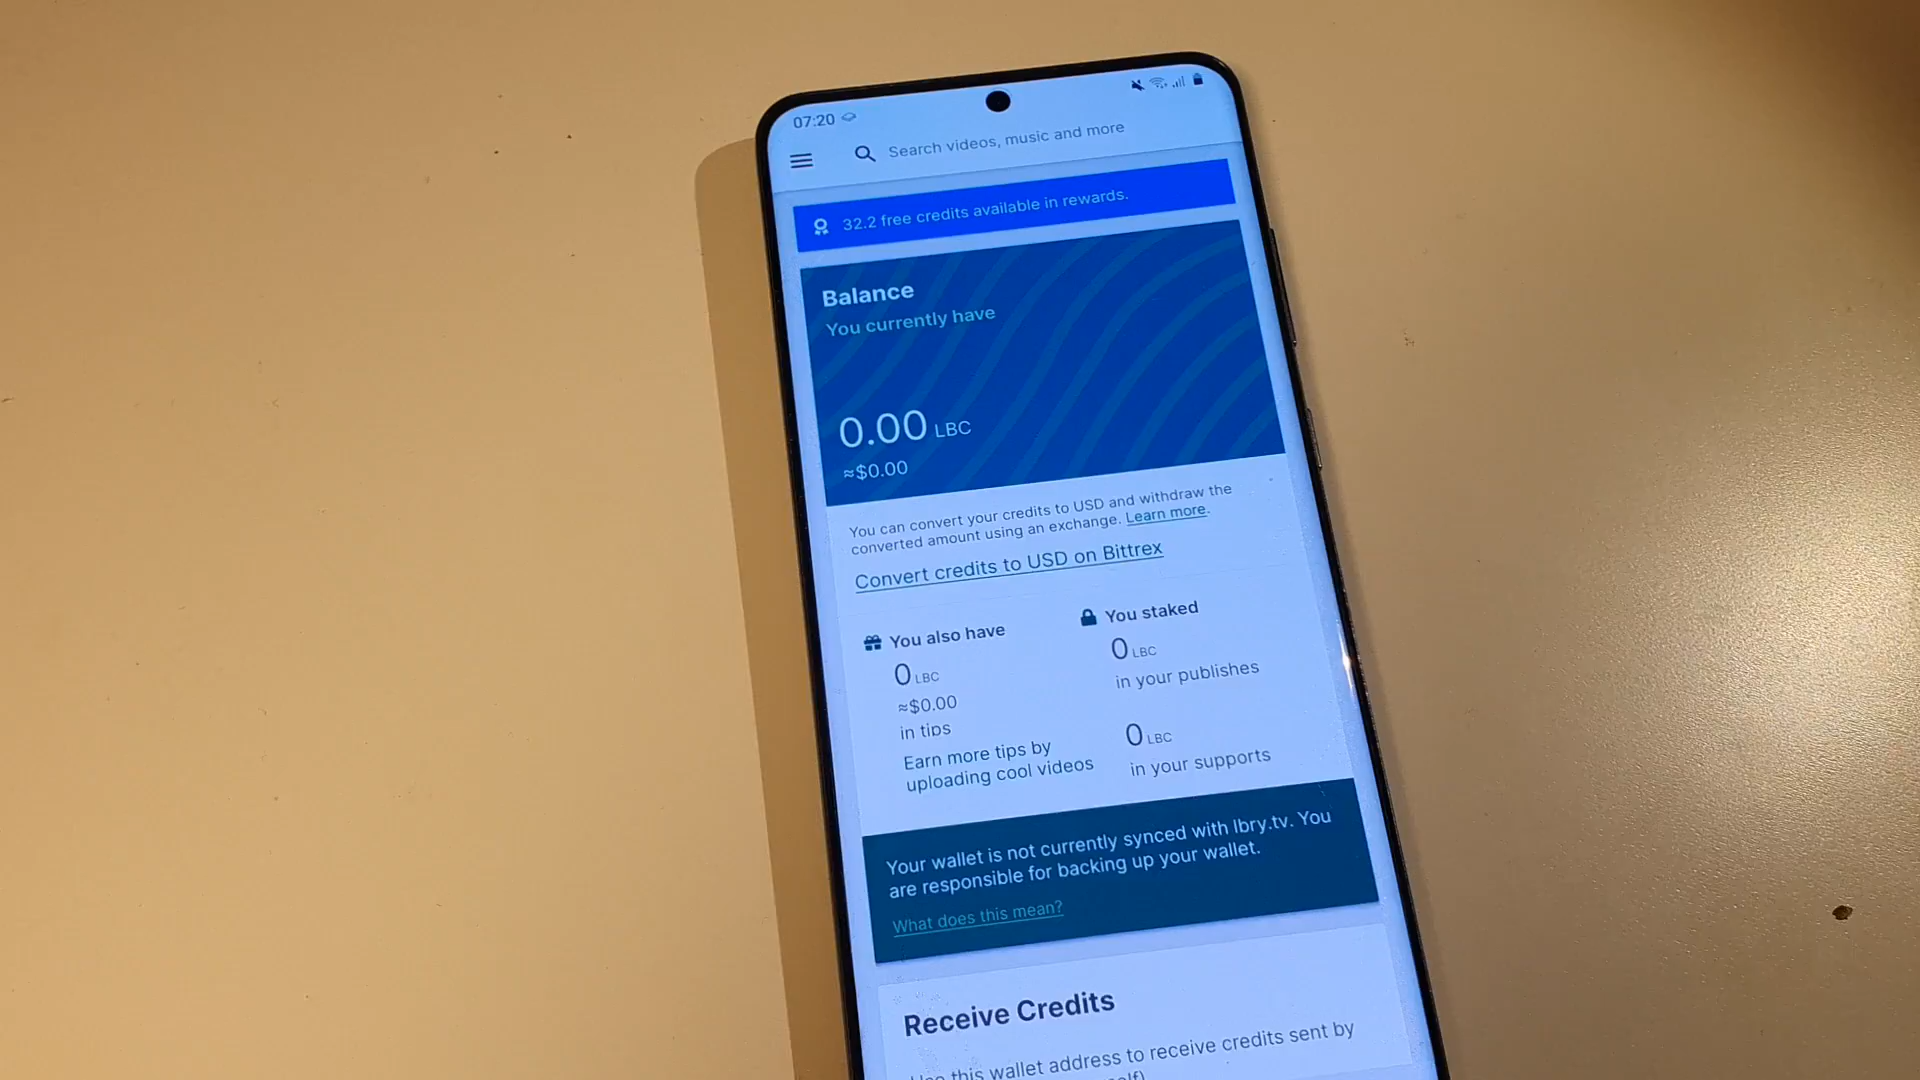 07:20
Search videos, music and more
32.2 free credits available in rewards.
Balance
You currently have
0.00 LBC
≈$0.00
You can convert your credits to USD and withdraw the
converted amount using an exchange. Learn more.
Convert credits to USD on Bittrex
You also have
0 LBC
≈$0.00
in tips
Earn more tips by
uploading cool videos
You staked
0 LBC
in your publishes
0 LBC
in your supports
Your wallet is not currently synced with lbry.tv. You
are responsible for backing up your wallet.
What does this mean?
Receive Credits
this wallet address to receive credits sent by